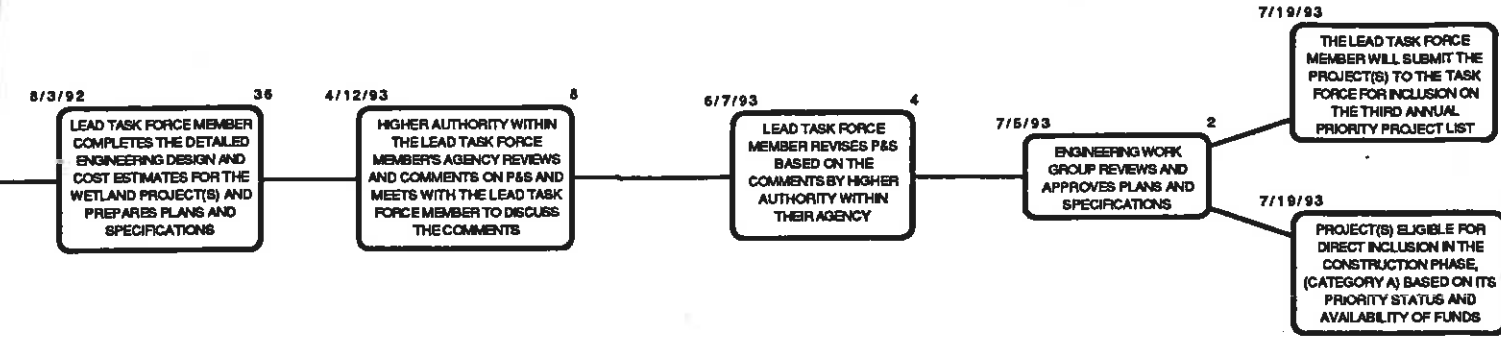 8/3/92 36
LEAD TASK FORCE MEMBER
COMPLETES THE DETAILED
ENGINEERING DESIGN AND
COST ESTIMATES FOR THE
WETLAND PROJECT(S) AND
PREPARES PLANS AND
SPECIFICATIONS
4/12/93 8
HIGHER AUTHORITY WITHIN
THE LEAD TASK FORCE
MEMBER'S AGENCY REVIEWS
AND COMMENTS ON P&S AND
MEETS WITH THE LEAD TASK
FORCE MEMBER TO DISCUSS
THE COMMENTS
6/7/93 4
LEAD TASK FORCE
MEMBER REVISES P&S
BASED ON THE
COMMENTS BY HIGHER
AUTHORITY WITHIN
THEIR AGENCY
7/5/93 2
ENGINEERING WORK
GROUP REVIEWS AND
APPROVES PLANS AND
SPECIFICATIONS
7/19/93
THE LEAD TASK FORCE
MEMBER WILL SUBMIT THE
PROJECT(S) TO THE TASK
FORCE FOR INCLUSION ON
THE THIRD ANNUAL
PRIORITY PROJECT LIST
7/19/93
PROJECT(S) ELIGIBLE FOR
DIRECT INCLUSION IN THE
CONSTRUCTION PHASE,
(CATEGORY A) BASED ON ITS
PRIORITY STATUS AND
AVAILABILITY OF FUNDS